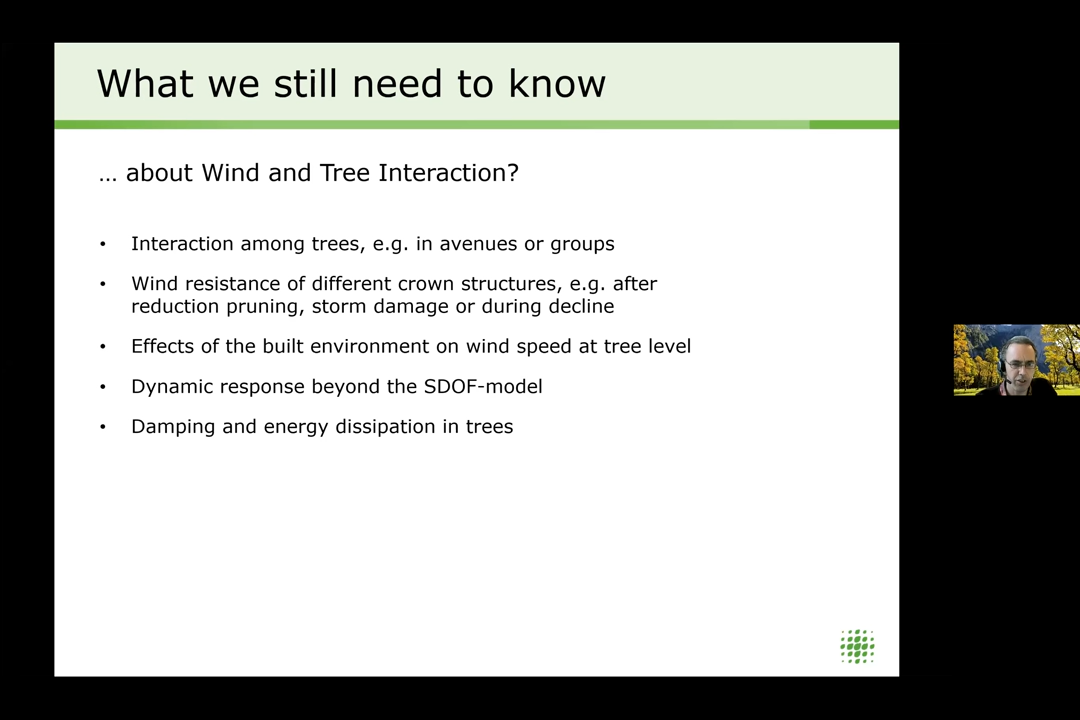 What we still need to know
... about Wind and Tree Interaction?
• Interaction among trees, e.g. in avenues or groups
• Wind resistance of different crown structures, e.g. after
reduction pruning, storm damage or during decline
• Effects of the built environment on wind speed at tree level
• Dynamic response beyond the SDOF-model
• Damping and energy dissipation in trees